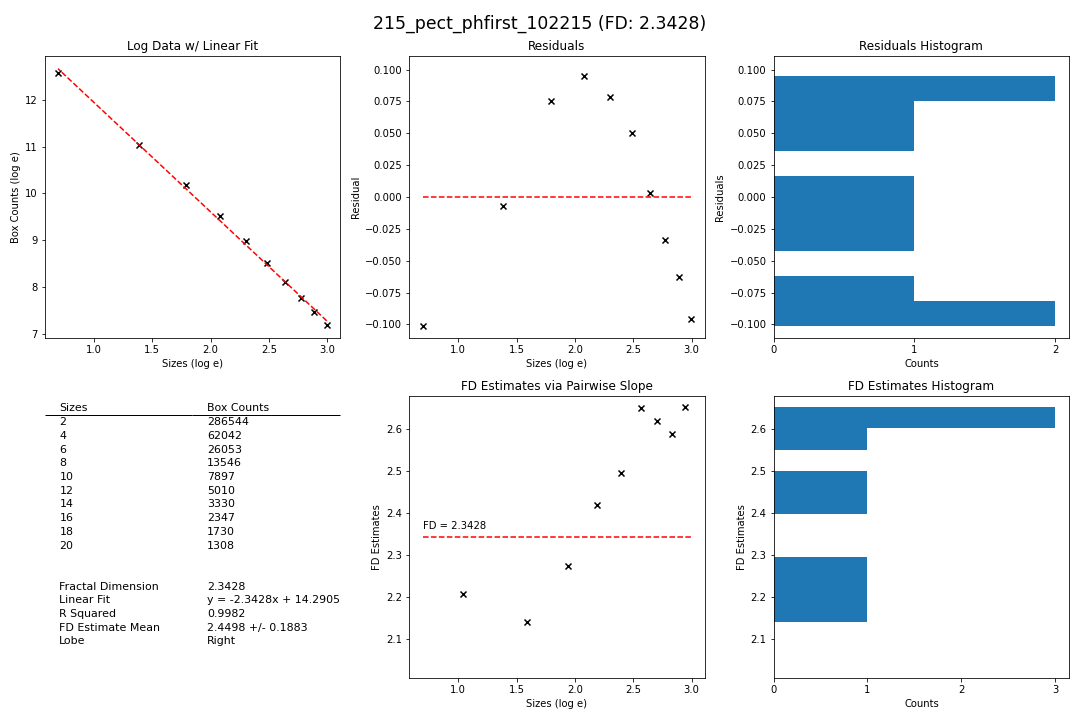 215_pect_phfirst_102215 (FD: 2.3428)
Log Data w/ Linear Fit
Box Counts (log e)
12
11
10
9
8
7
1.0 1.5 2.0 2.5 3.0
Sizes (log e)
Residuals
Residual
0.100
0.075
0.050
0.025
0.000
−0.025
−0.050
−0.075
−0.100
1.0 1.5 2.0 2.5 3.0
Sizes (log e)
Residuals Histogram
Residuals
0.100
0.075
0.050
0.025
0.000
−0.025
−0.050
−0.075
−0.100
0 1 2
Counts
Sizes Box Counts
2 286544
4 62042
6 26053
8 13546
10 7897
12 5010
14 3330
16 2347
18 1730
20 1308
Fractal Dimension 2.3428
Linear Fit y = -2.3428x + 14.2905
R Squared 0.9982
FD Estimate Mean 2.4498 +/- 0.1883
Lobe Right
FD Estimates via Pairwise Slope
FD Estimates
2.6
2.5
2.4
FD = 2.3428
2.3
2.2
2.1
1.0 1.5 2.0 2.5 3.0
Sizes (log e)
FD Estimates Histogram
FD Estimates
2.6
2.5
2.4
2.3
2.2
2.1
0 1 2 3
Counts